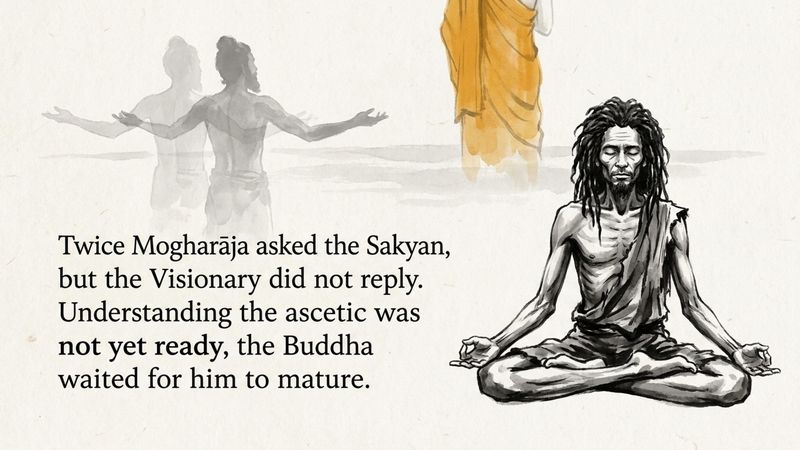 Twice Mogharāja asked the Sakyan,
but the Visionary did not reply.
Understanding the ascetic was
not yet ready, the Buddha
waited for him to mature.